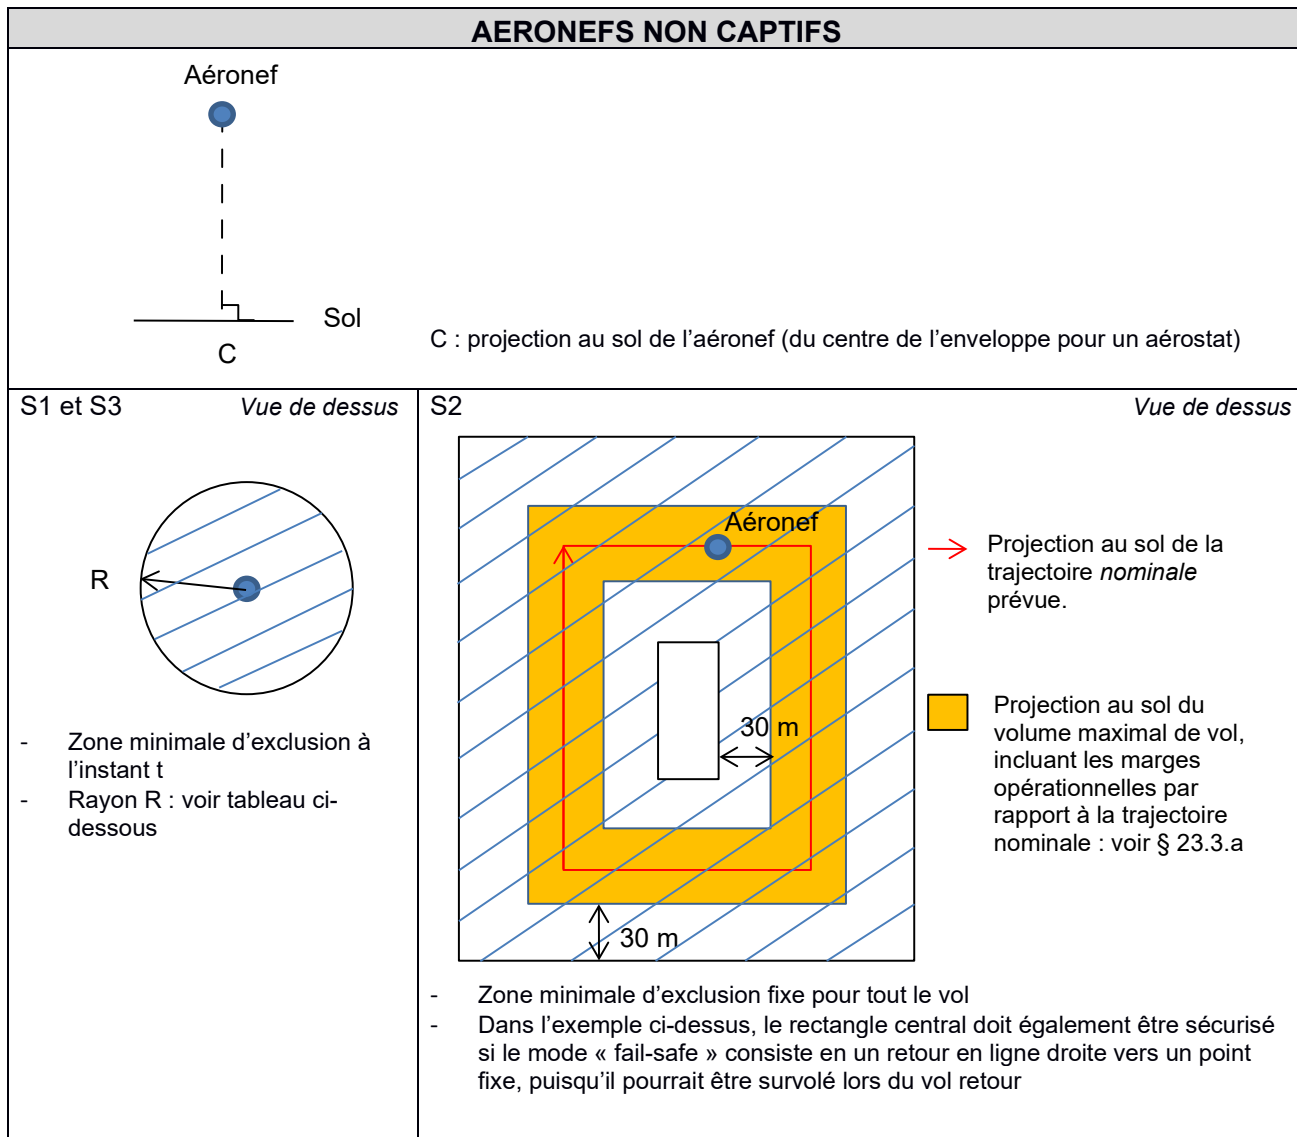 AERONEFS NON CAPTIFS
Aéronef
Sol
C
C : projection au sol de l’aéronef (du centre de l’enveloppe pour un aérostat)
S1 et S3
Vue de dessus
R
- Zone minimale d’exclusion à
l’instant t
- Rayon R : voir tableau ci-
dessous
S2
Vue de dessus
Aéronef
30 m
30 m
Projection au sol de la
trajectoire nominale
prévue.
Projection au sol du
volume maximal de vol,
incluant les marges
opérationnelles par
rapport à la trajectoire
nominale : voir § 23.3.a
- Zone minimale d’exclusion fixe pour tout le vol
- Dans l’exemple ci-dessus, le rectangle central doit également être sécurisé
si le mode « fail-safe » consiste en un retour en ligne droite vers un point
fixe, puisqu’il pourrait être survolé lors du vol retour